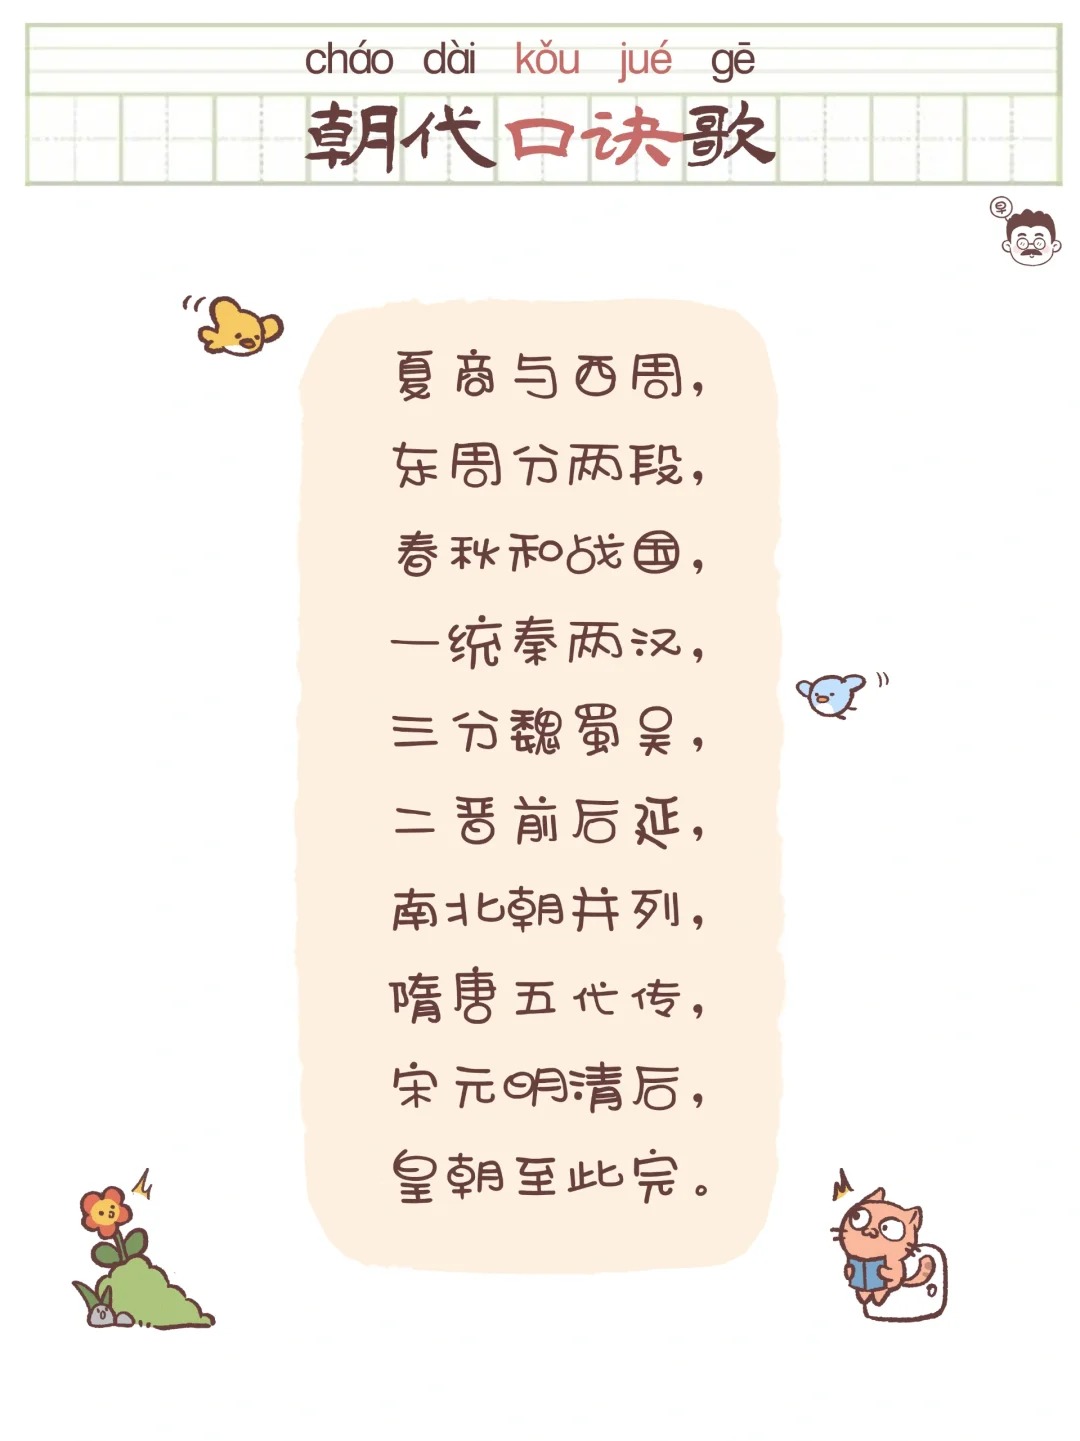 cháo dài kǒu jué gē
朝代口诀歌
早
夏商与西周，
东周分两段，
春秋和战国，
一统秦两汉，
三分魏蜀吴，
二晋前后延，
南北朝并列，
隋唐五代传，
宋元明清后，
皇朝至此完。